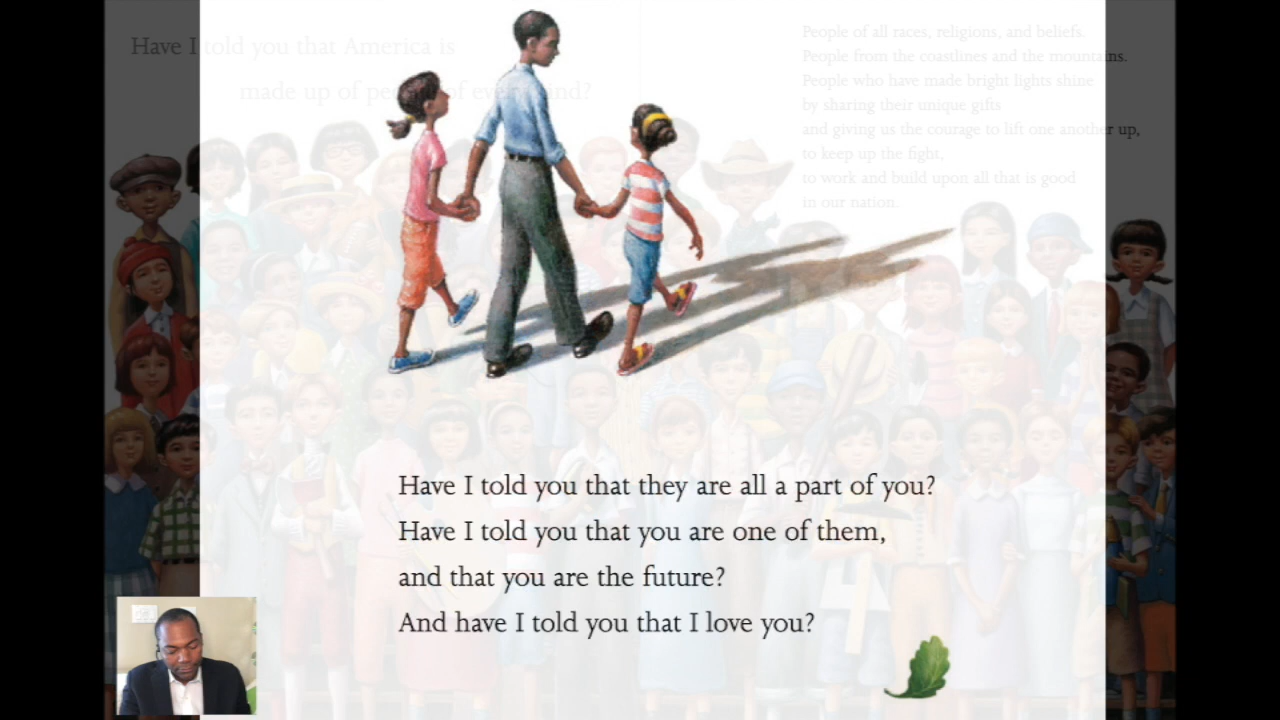 Have I told you that America is
made up of people of every kind?
People of all races, religions, and beliefs.
People from the coastlines and the mountains.
People who have made bright lights shine
by sharing their unique gifts
and giving us the courage to lift one another up,
to keep up the fight,
to work and build upon all that is good
in our nation.
Have I told you that they are all a part of you?
Have I told you that you are one of them,
and that you are the future?
And have I told you that I love you?